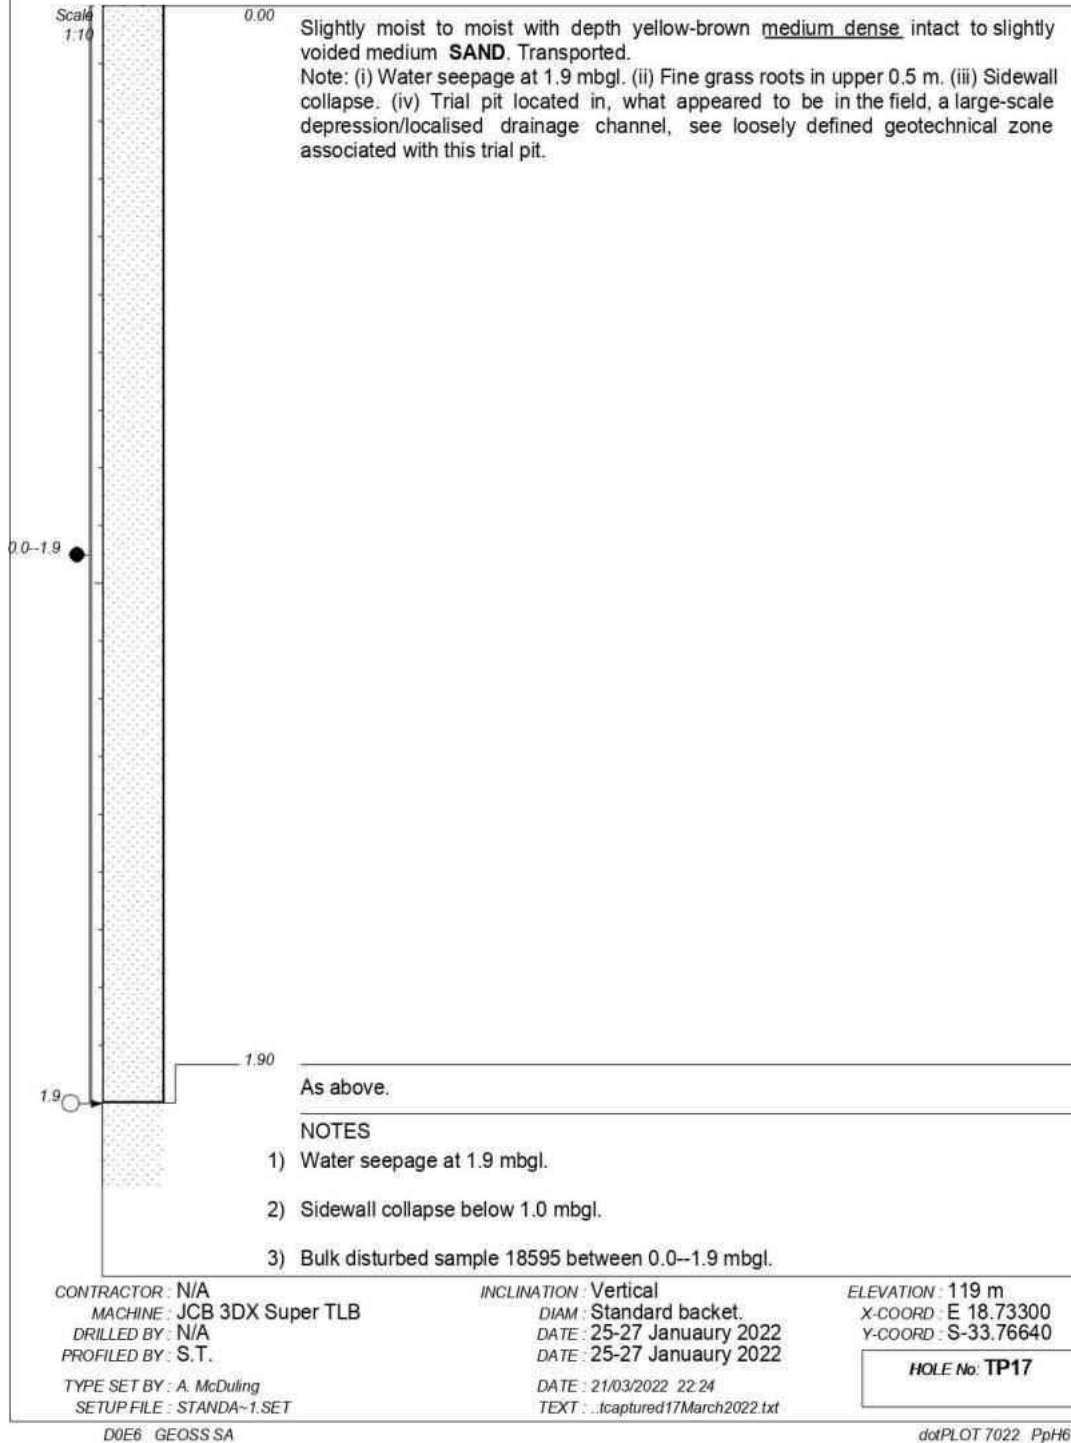 Scale
1:10
0.00
Slightly moist to moist with depth yellow-brown medium dense intact to slightly
voided medium SAND. Transported.
Note: (i) Water seepage at 1.9 mbgl. (ii) Fine grass roots in upper 0.5 m. (iii) Sidewall
collapse. (iv) Trial pit located in, what appeared to be in the field, a large-scale
depression/localised drainage channel, see loosely defined geotechnical zone
associated with this trial pit.
0.0--1.9
1.90
As above.
1.9
NOTES
1) Water seepage at 1.9 mbgl.
2) Sidewall collapse below 1.0 mbgl.
3) Bulk disturbed sample 18595 between 0.0--1.9 mbgl.
CONTRACTOR : N/A INCLINATION : Vertical ELEVATION : 119 m
MACHINE : JCB 3DX Super TLB DIAM : Standard backet. X-COORD : E 18.73300
DRILLED BY : N/A DATE : 25-27 Januaury 2022 Y-COORD : S-33.76640
PROFILED BY : S.T. DATE : 25-27 Januaury 2022
HOLE No: TP17
TYPE SET BY : A. McDuling DATE : 21/03/2022 22:24
SETUP FILE : STANDA~1.SET TEXT : ..tcaptured17March2022.txt
D0E6 GEOSS SA dotPLOT 7022 PpH6